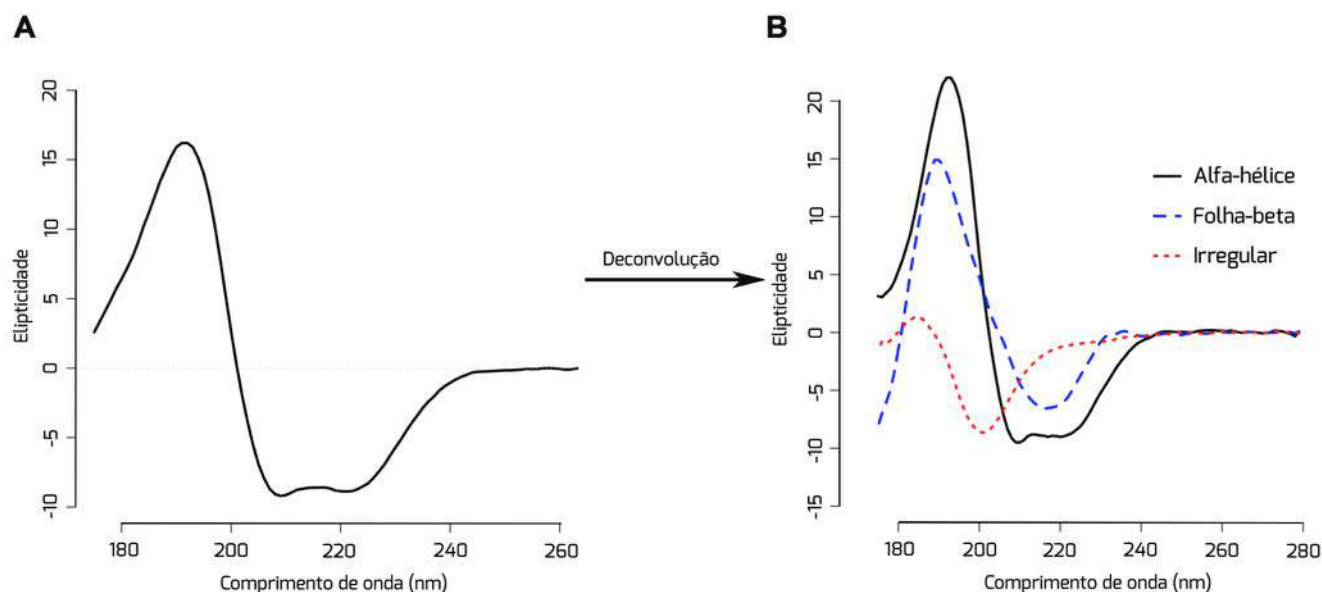 A
B
20
15
10
5
0
-5
-10
Elipticidade
180
200
220
240
260
Comprimento de onda (nm)
Deconvolução
20
15
10
5
0
-5
-10
-15
Elipticidade
Alfa-hélice
Folha-beta
Irregular
180
200
220
240
260
280
Comprimento de onda (nm)